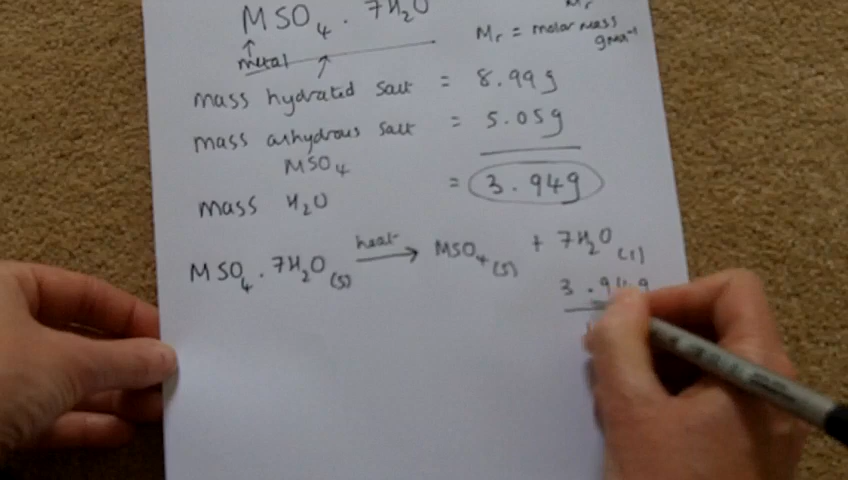 MSO4 . 7H2O
Mr
Mr = molar mass
gmol-1
metal
mass hydrated salt = 8.99g
mass anhydrous salt = 5.05g
MSO4
mass H2O = 3.94g
MSO4 . 7H2O (s) heat → MSO4 (s) + 7H2O (l)
3.94g